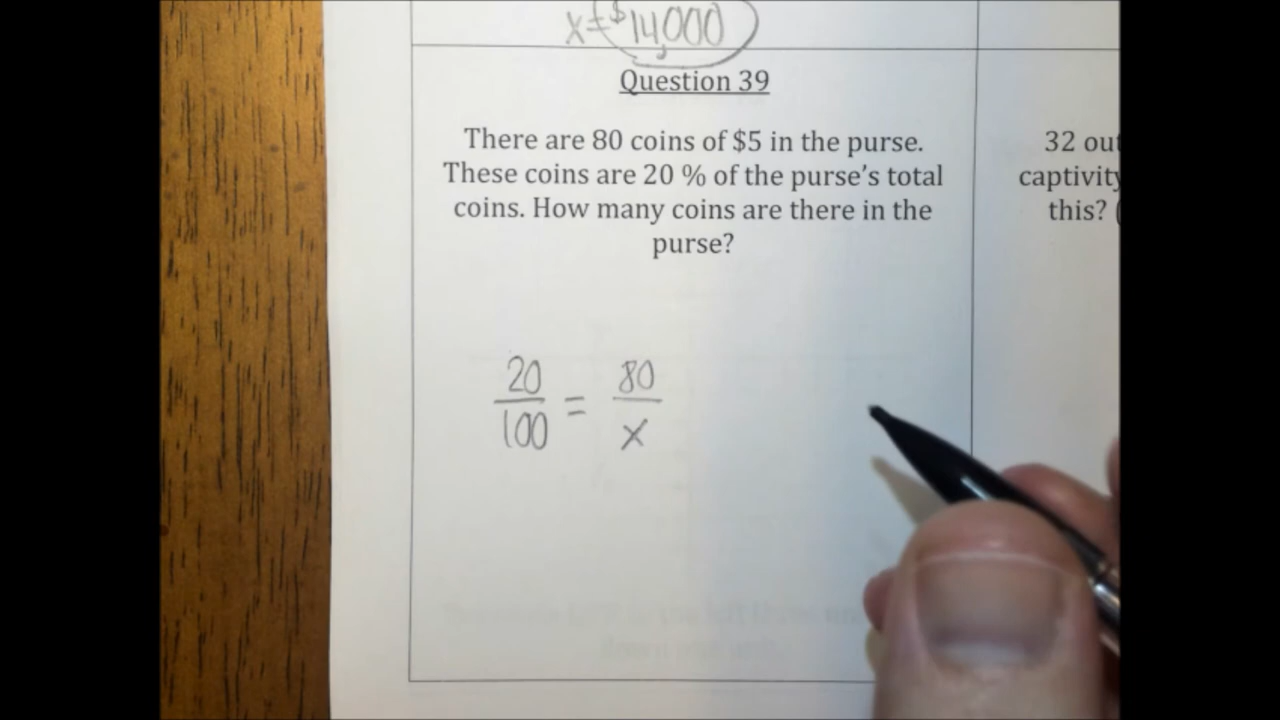 x = $14,000
Question 39
There are 80 coins of $5 in the purse.
These coins are 20 % of the purse's total
coins. How many coins are there in the
purse?
32 out
captivity
this? (
20/100 = 80/x